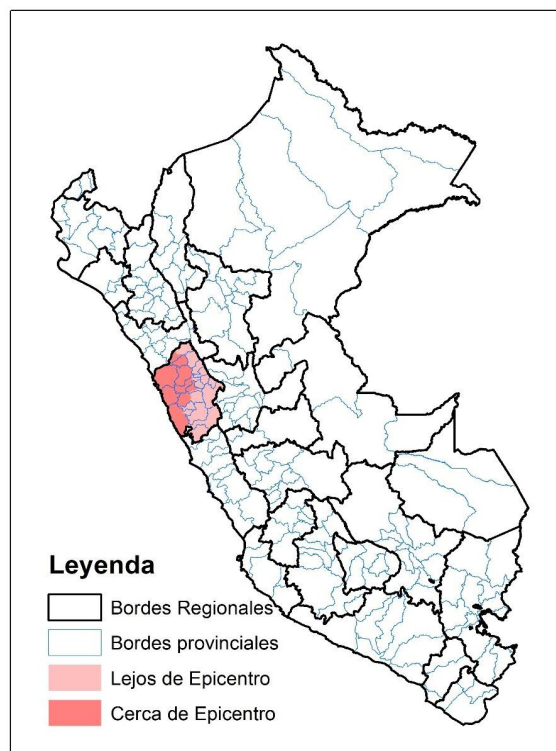 Leyenda
Bordes Regionales
Bordes provinciales
Lejos de Epicentro
Cerca de Epicentro